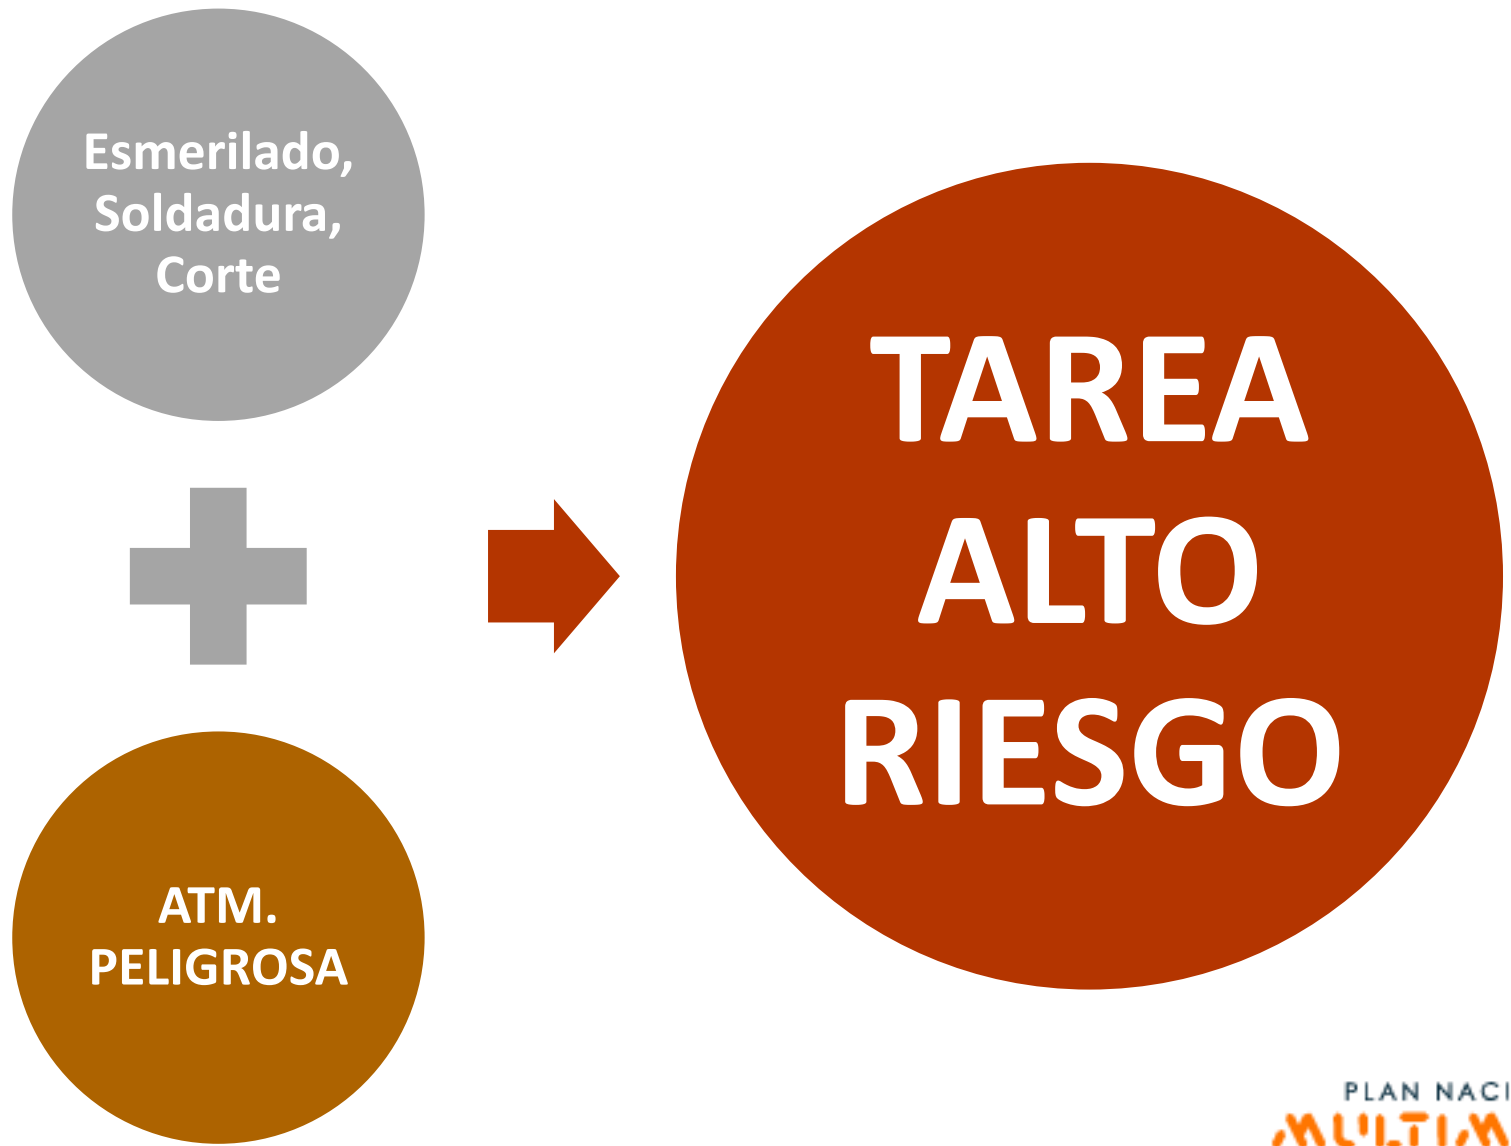 Esmerilado,
Soldadura,
Corte
ATM.
PELIGROSA
TAREA
ALTO
RIESGO
PLAN NACI